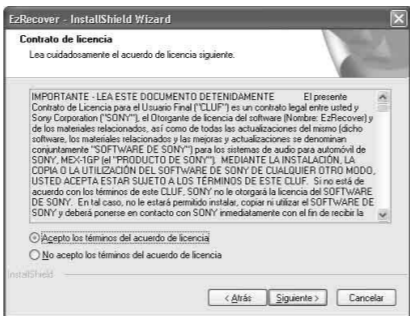 EzRecover - InstallShield Wizard
Contrato de licencia
Lea cuidadosamente el acuerdo de licencia siguiente.
IMPORTANTE - LEA ESTE DOCUMENTO DETENIDAMENTE El presente
Contrato de Licencia para el Usuario Final ("CLUF") es un contrato legal entre usted y
Sony Corporation ("SONY"), el Otorgante de licencia del software (Nombre: EzRecover) y
de los materiales relacionados, así como de todas las actualizaciones del mismo (dicho
software, los materiales relacionados y las mejoras y actualizaciones se denominan
conjuntamente "SOFTWARE DE SONY") para los sistemas de audio para automóvil de
SONY, MEX-1GP (el "PRODUCTO DE SONY"). MEDIANTE LA INSTALACIÓN, LA
COPIA O LA UTILIZACIÓN DEL SOFTWARE DE SONY DE CUALQUIER OTRO MODO,
USTED ACEPTA ESTAR SUJETO A LOS TÉRMINOS DE ESTE CLUF. Si no está de
acuerdo con los términos de este CLUF, SONY no le otorgará la licencia del SOFTWARE
DE SONY. En tal caso, no le estará permitido instalar, copiar ni utilizar el SOFTWARE DE
SONY y deberá ponerse en contacto con SONY inmediatamente con el fin de recibir la
Acepto los términos del acuerdo de licencia
No acepto los términos del acuerdo de licencia
InstallShield
< Atrás Siguiente > Cancelar